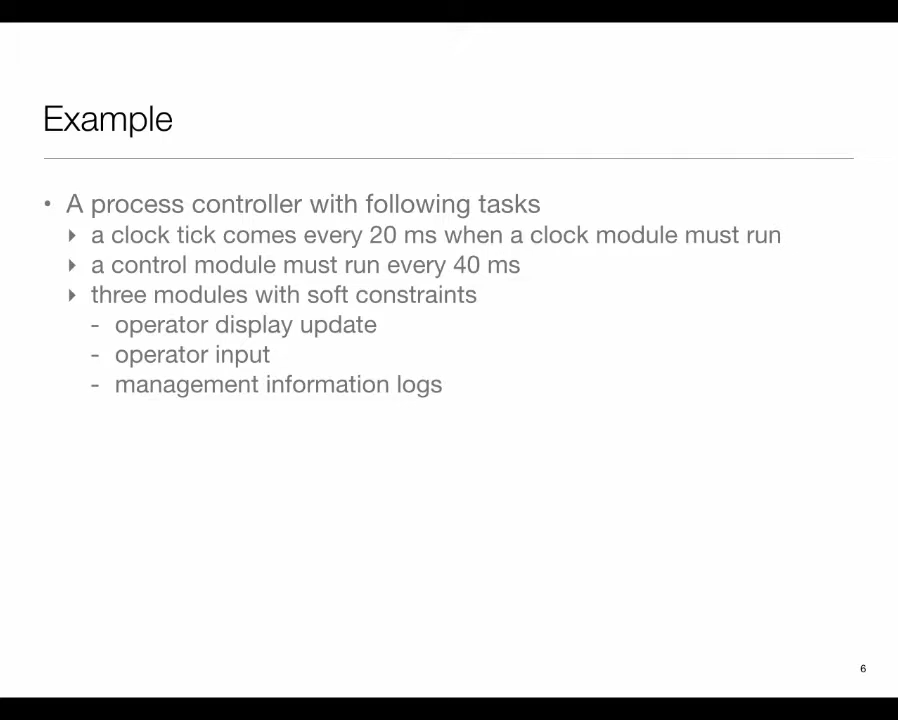 Example
• A process controller with following tasks
‣ a clock tick comes every 20 ms when a clock module must run
‣ a control module must run every 40 ms
‣ three modules with soft constraints
- operator display update
- operator input
- management information logs
6